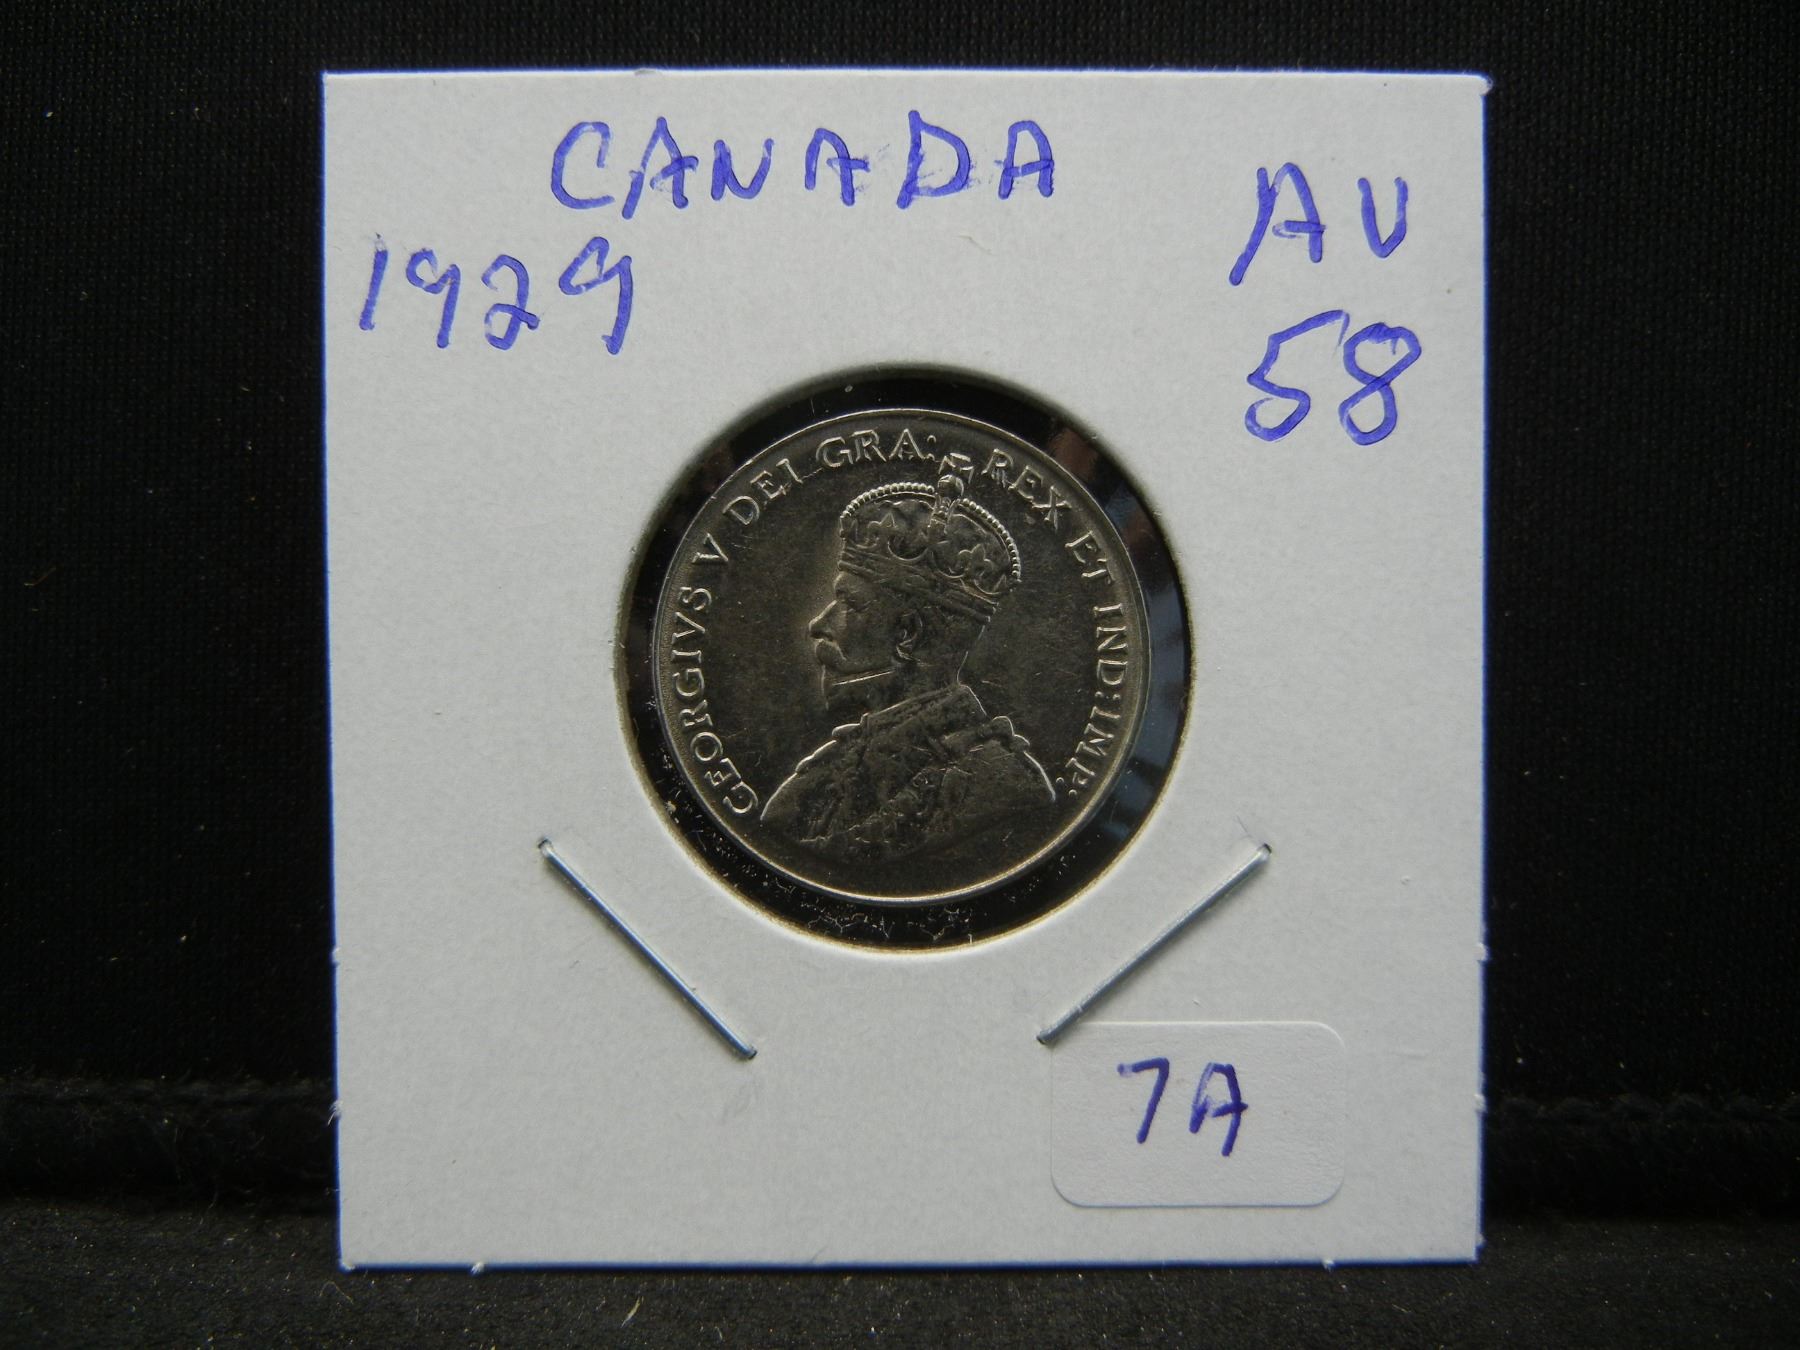 CANADA
1929
AU
58
GEORGIVS V DEI GRA: REX ET IND: IMP:
7A